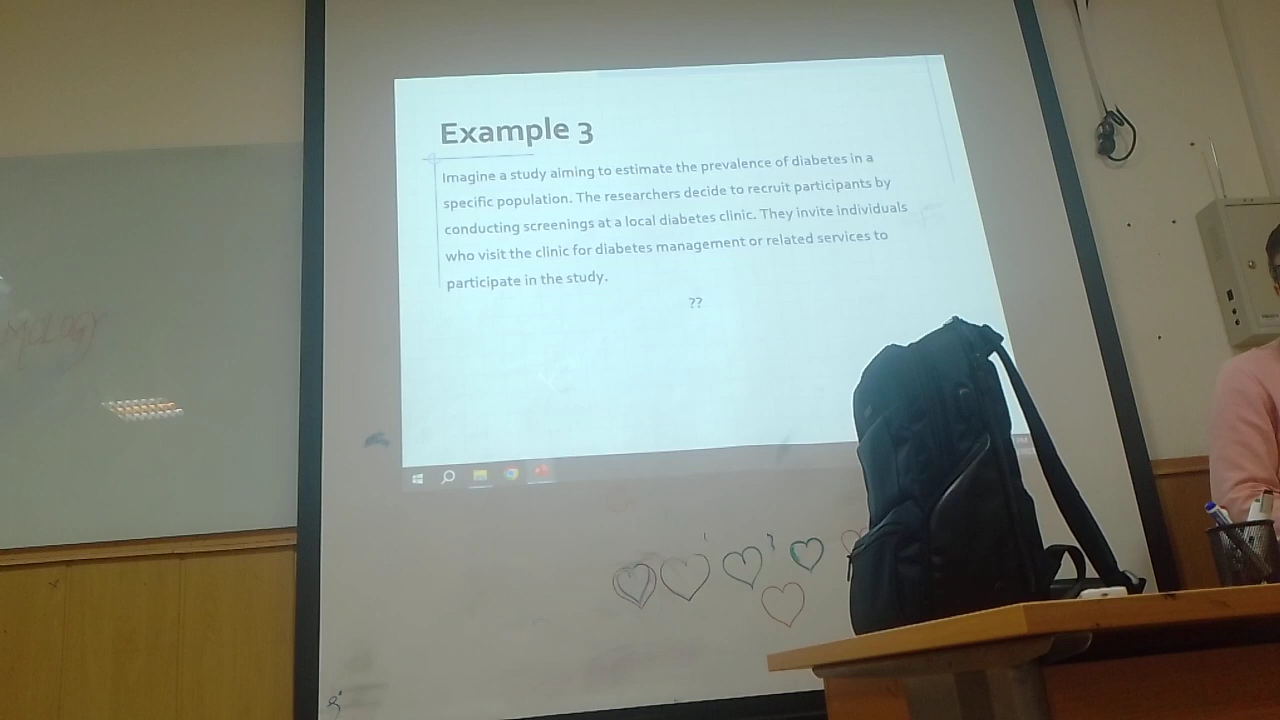 Example 3
Imagine a study aiming to estimate the prevalence of diabetes in a
specific population. The researchers decide to recruit participants by
conducting screenings at a local diabetes clinic. They invite individuals
who visit the clinic for diabetes management or related services to
participate in the study.
??